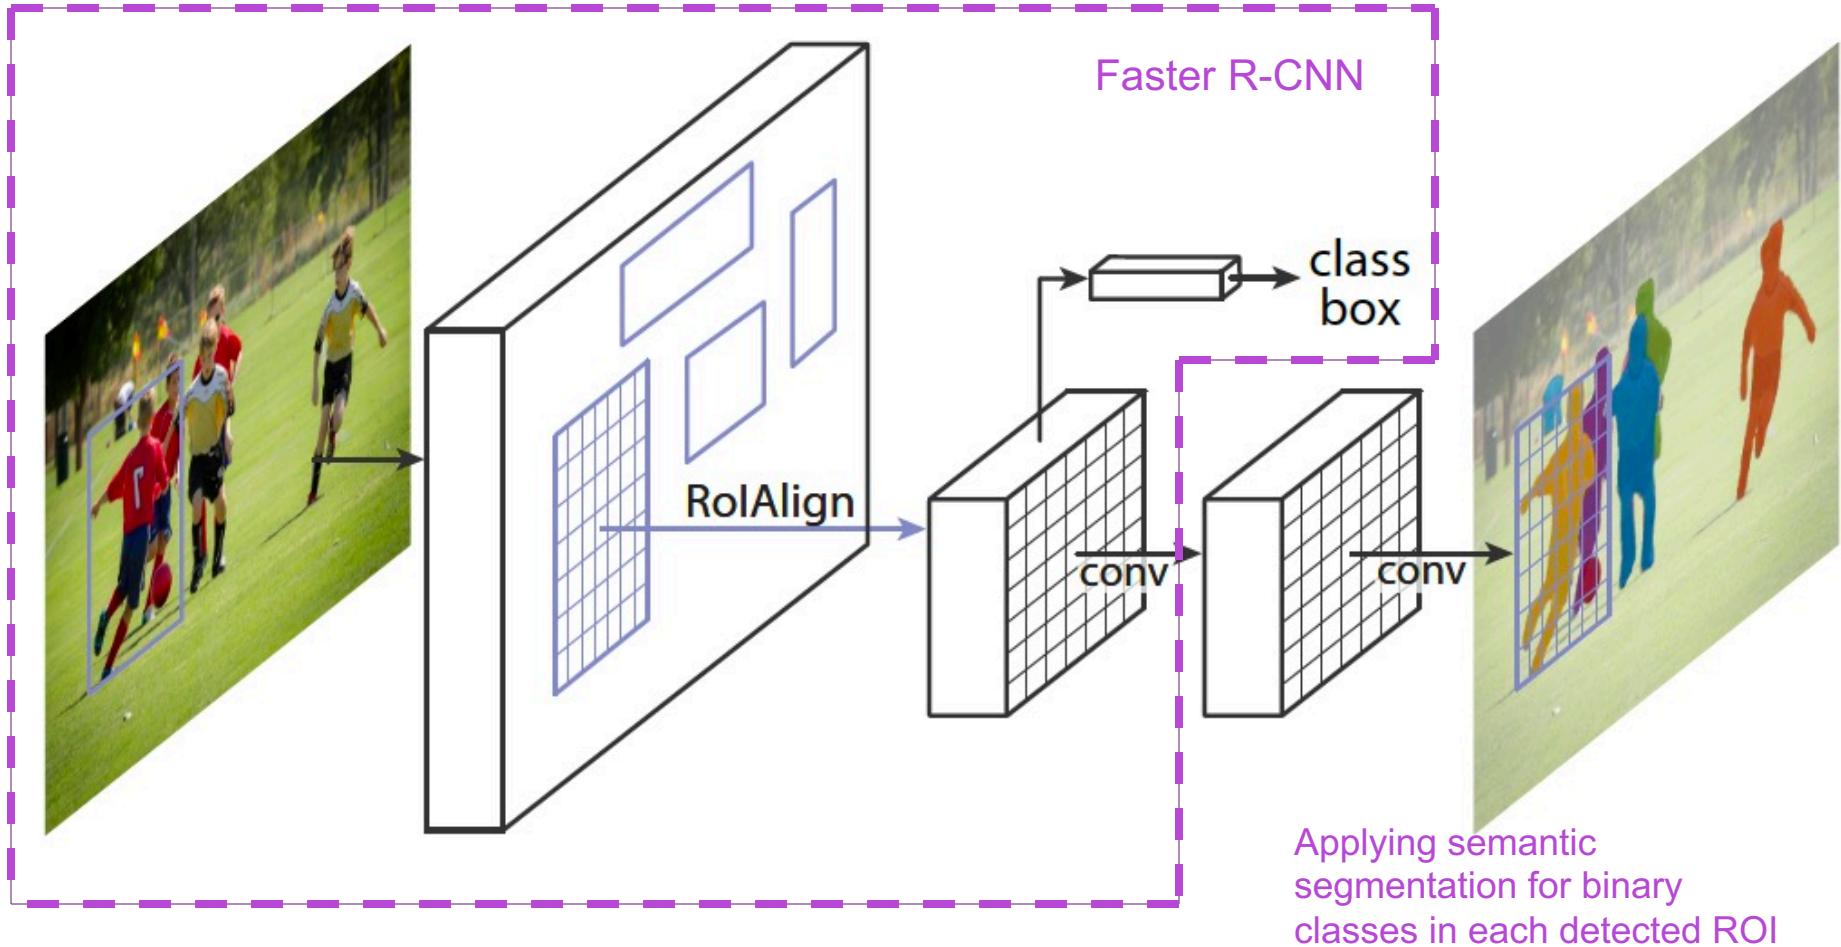 Faster R-CNN
class
box
RoIAlign
conv
conv
Applying semantic
segmentation for binary
classes in each detected ROI